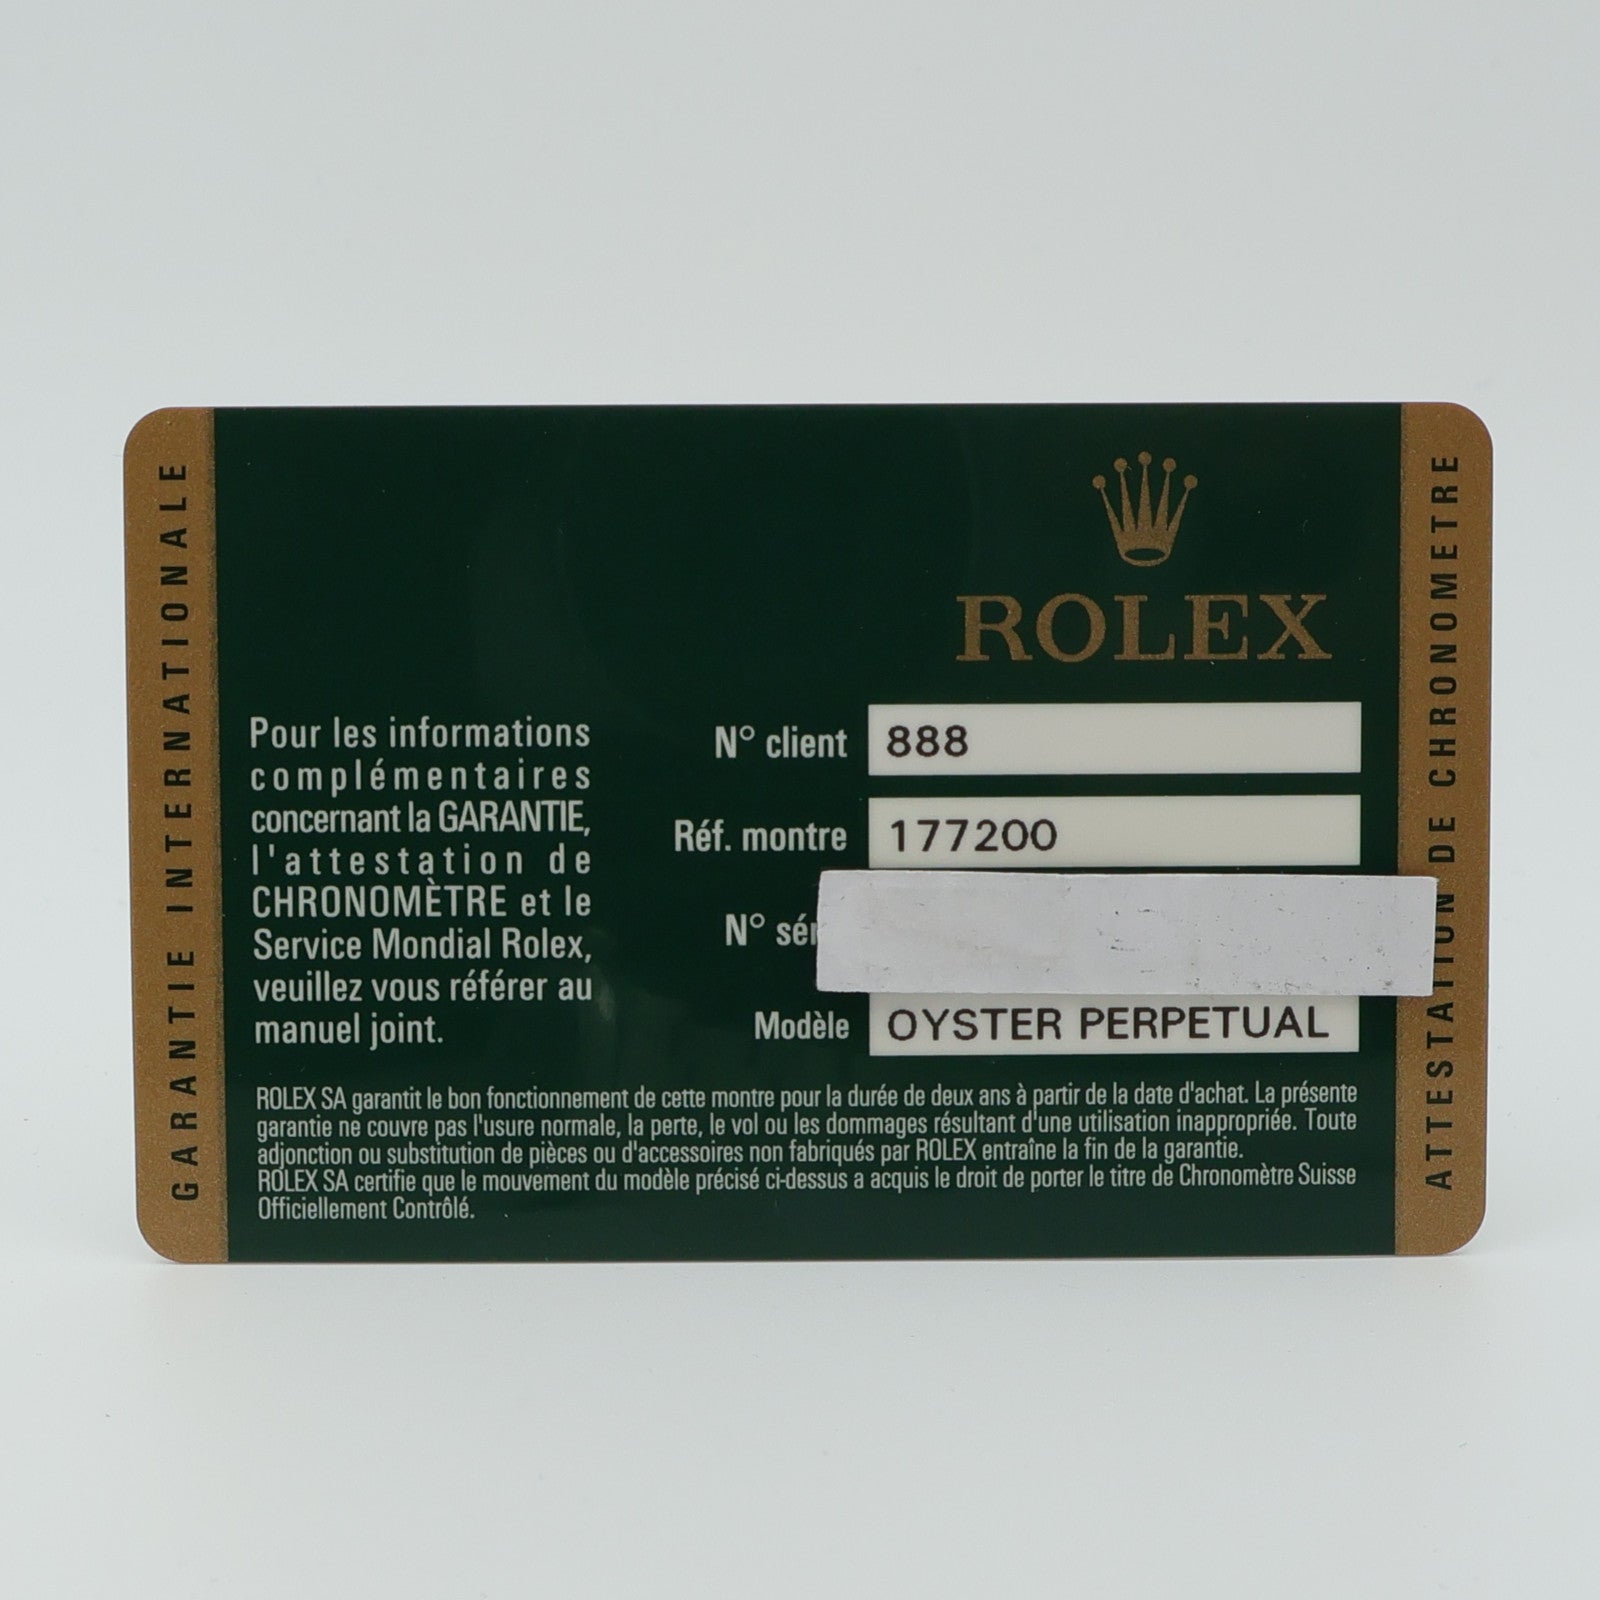 GARANTIE INTERNATIONALE
ROLEX
Pour les informations
complémentaires
concernant la GARANTIE,
l'attestation de
CHRONOMÈTRE et le
Service Mondial Rolex,
veuillez vous référer au
manuel joint.
N° client 888
Réf. montre 177200
N°
Modèle OYSTER PERPETUAL
ROLEX SA garantit le bon fonctionnement de cette montre pour la durée de deux ans à partir de la date d'achat. La présente
garantie ne couvre pas l'usure normale, la perte, le vol ou les dommages résultant d'une utilisation inappropriée. Toute
adjonction ou substitution de pièces ou d'accessoires non fabriqués par ROLEX entraîne la fin de la garantie.
ROLEX SA certifie que le mouvement du modèle précisé ci-dessus a acquis le droit de porter le titre de Chronomètre Suisse
Officiellement Contrôlé.
ATTESTATION DE CHRONOMETRE